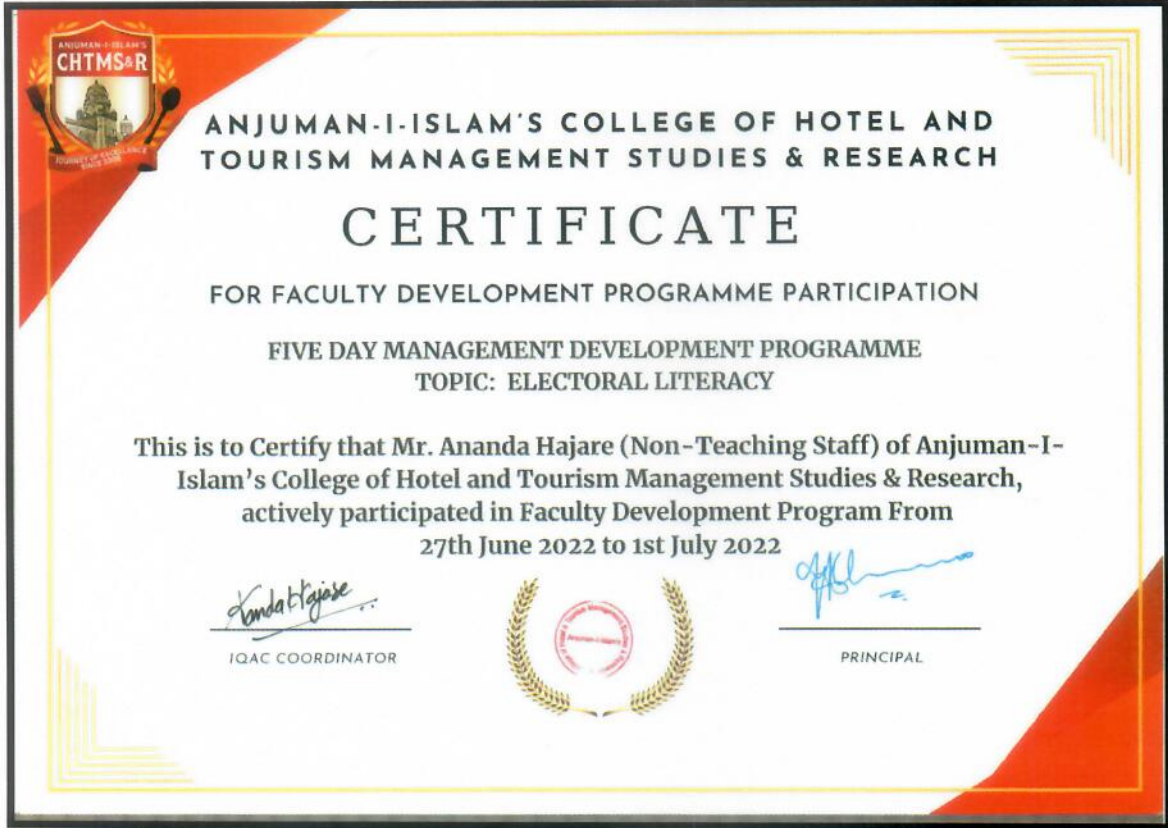 ANJUMAN-I-ISLAM'S
CHTMS&R
JOURNEY OF EXCELLENCE
ANJUMAN-I-ISLAM'S COLLEGE OF HOTEL AND
TOURISM MANAGEMENT STUDIES & RESEARCH
CERTIFICATE
FOR FACULTY DEVELOPMENT PROGRAMME PARTICIPATION
FIVE DAY MANAGEMENT DEVELOPMENT PROGRAMME
TOPIC: ELECTORAL LITERACY
This is to Certify that Mr. Ananda Hajare (Non-Teaching Staff) of Anjuman-I-
Islam's College of Hotel and Tourism Management Studies & Research,
actively participated in Faculty Development Program From
27th June 2022 to 1st July 2022
IQAC COORDINATOR
PRINCIPAL